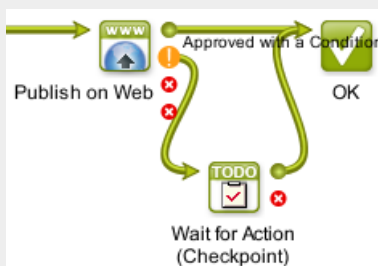 WWW
Approved with a Condition
Publish on Web
OK
TODO
Wait for Action
(Checkpoint)